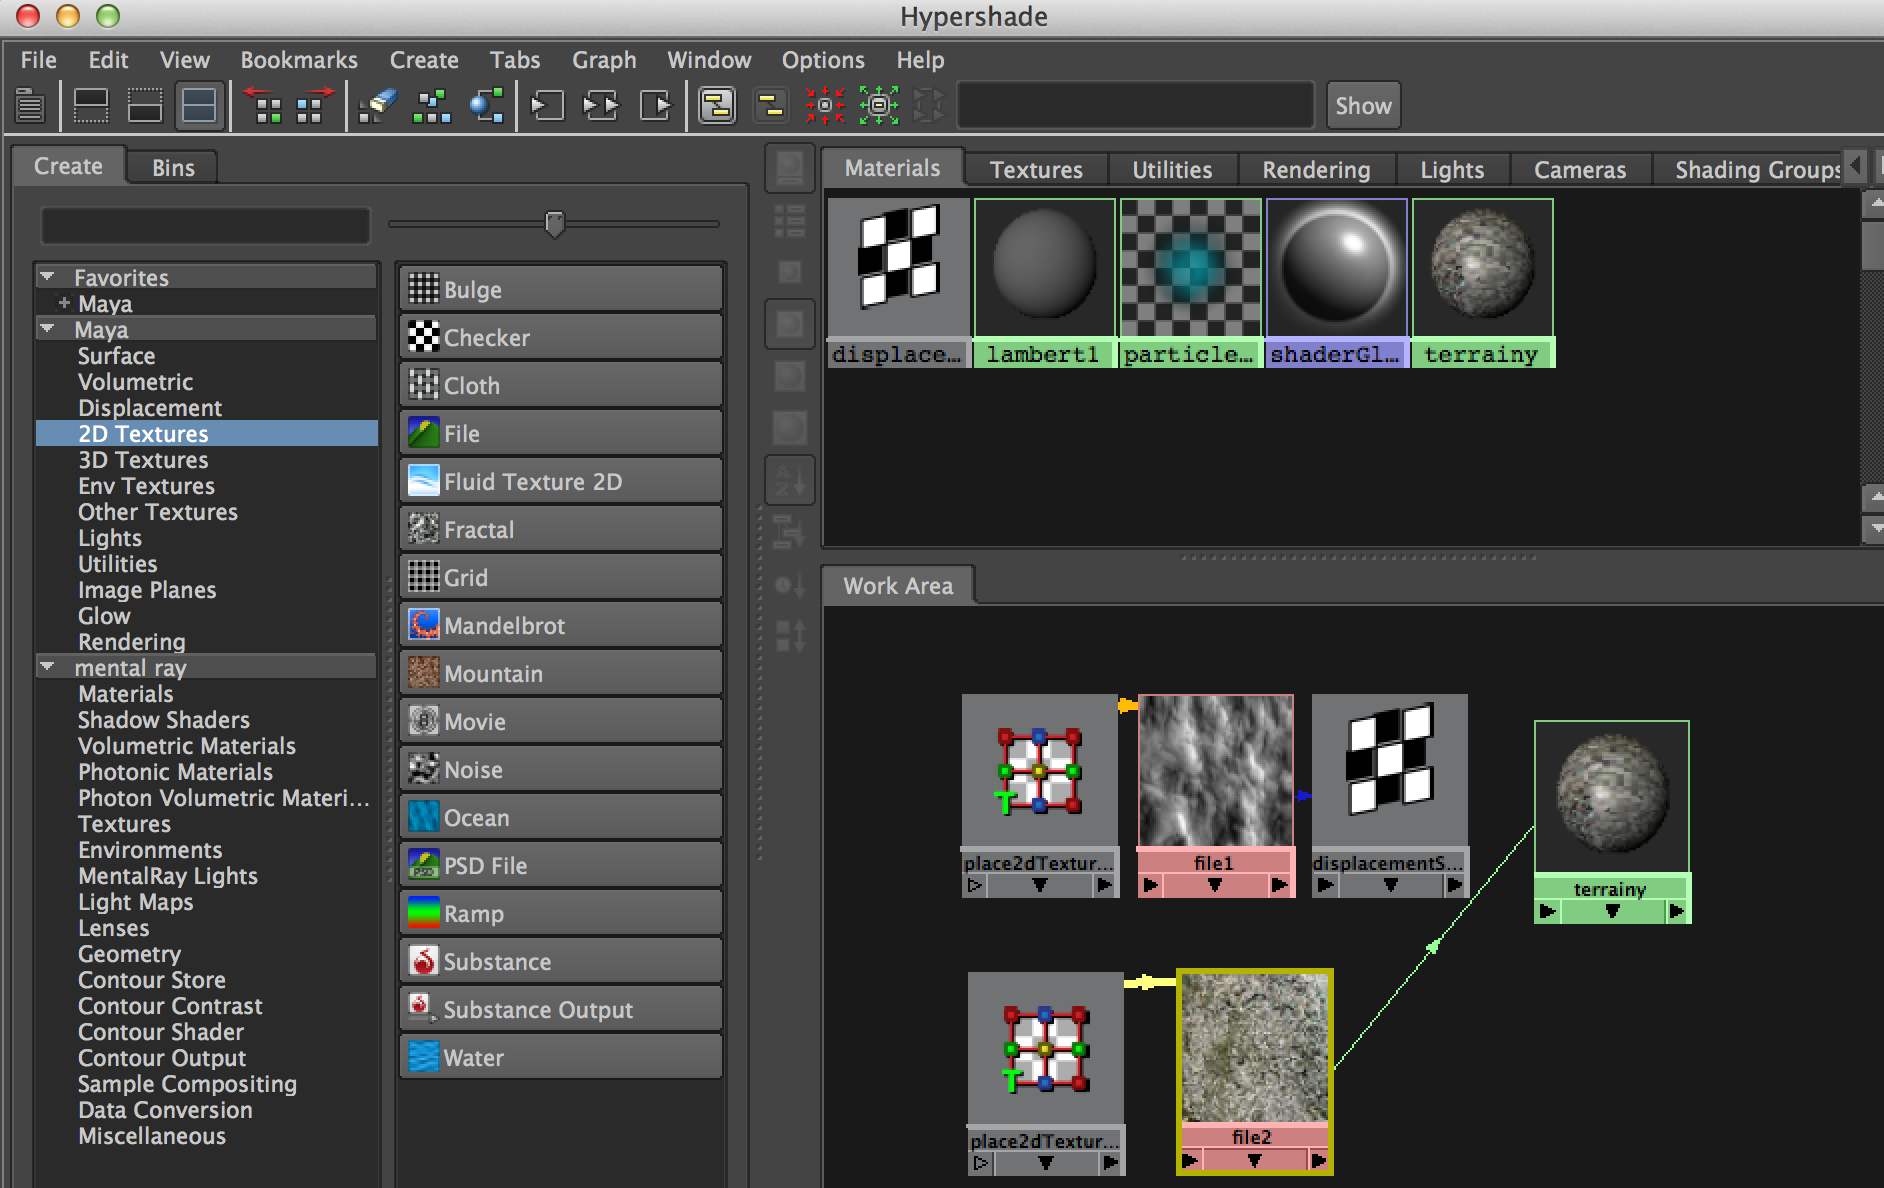 Hypershade
File Edit View Bookmarks Create Tabs Graph Window Options Help
Show
Create Bins
Materials Textures Utilities Rendering Lights Cameras Shading Groups
Favorites
Maya
Maya
Surface
Volumetric
Displacement
2D Textures
3D Textures
Env Textures
Other Textures
Lights
Utilities
Image Planes
Glow
Rendering
mental ray
Materials
Shadow Shaders
Volumetric Materials
Photonic Materials
Photon Volumetric Materi...
Textures
Environments
MentalRay Lights
Light Maps
Lenses
Geometry
Contour Store
Contour Contrast
Contour Shader
Contour Output
Sample Compositing
Data Conversion
Miscellaneous
Bulge
Checker
Cloth
File
Fluid Texture 2D
Fractal
Grid
Mandelbrot
Mountain
Movie
Noise
Ocean
PSD File
Ramp
Substance
Substance Output
Water
displace... lambert1 particle... shaderGl... terrainy
Work Area
place2dTextur... file1 displacementS... terrainy
place2dTextur... file2